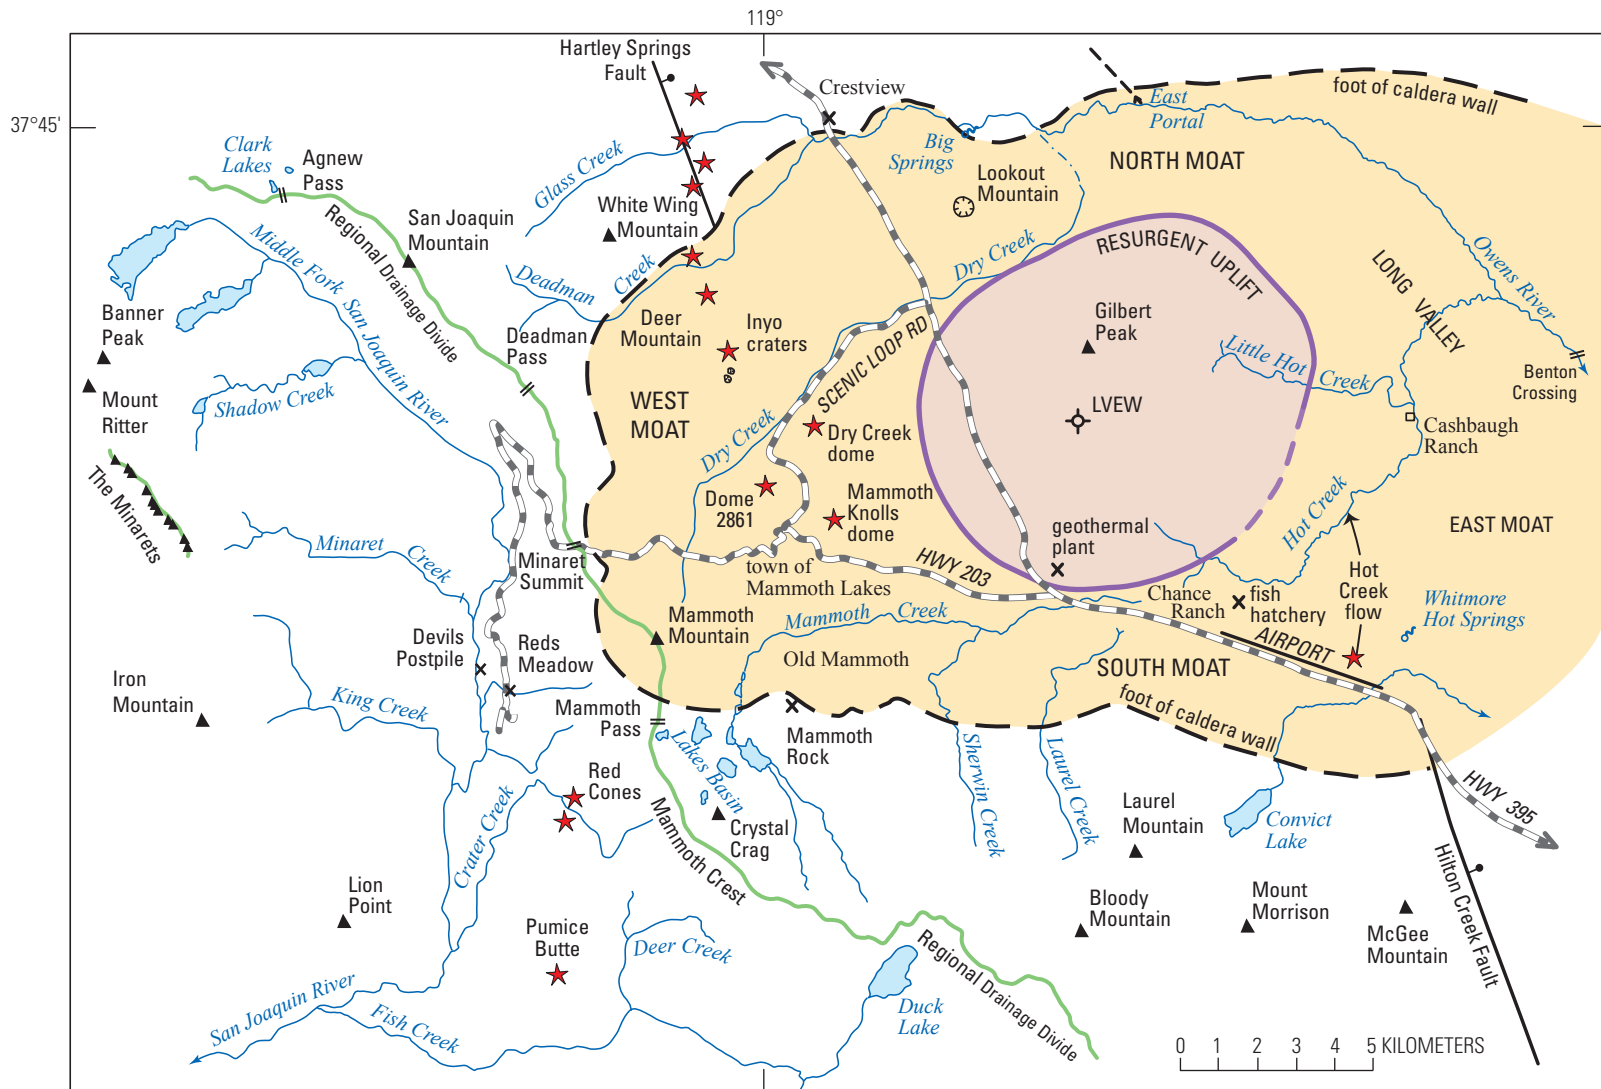 119°
Hartley Springs
Fault
Crestview
foot of caldera wall
East
Portal
37°45'
Clark
Lakes
Agnew
Pass
Glass Creek
Big
Springs
NORTH MOAT
Lookout
Mountain
San Joaquin
Mountain
White Wing
Mountain
Regional Drainage Divide
Middle Fork San Joaquin River
Deadman Creek
Dry Creek
RESURGENT UPLIFT
LONG VALLEY
Owens River
Banner
Peak
Deadman
Pass
Deer
Mountain
Inyo
craters
Gilbert
Peak
SCENIC LOOP RD
Little Hot Creek
Benton
Crossing
Mount
Ritter
Shadow Creek
WEST
MOAT
LVEW
Cashbaugh
Ranch
Dry Creek
Dry Creek
dome
The Minarets
Dome
2861
Mammoth
Knolls
dome
Hot Creek
EAST MOAT
Minaret Creek
Minaret
Summit
geothermal
plant
town of
Mammoth Lakes
HWY 203
Hot
Creek
flow
Chance
Ranch
fish
hatchery
Whitmore
Hot Springs
Mammoth Creek
Mammoth
Mountain
Devils
Postpile
Reds
Meadow
Old Mammoth
AIRPORT
SOUTH MOAT
Iron
Mountain
King Creek
Mammoth
Pass
foot of caldera wall
Mammoth
Rock
Lakes Basin
Sherwin Creek
Laurel Creek
Red
Cones
Crater Creek
Crystal
Crag
Mammoth Crest
Laurel
Mountain
Convict
Lake
HWY 395
Hilton Creek Fault
Lion
Point
Bloody
Mountain
Mount
Morrison
McGee
Mountain
Pumice
Butte
Deer Creek
Regional Drainage Divide
Duck
Lake
San Joaquin River
Fish Creek
0 1 2 3 4 5 KILOMETERS